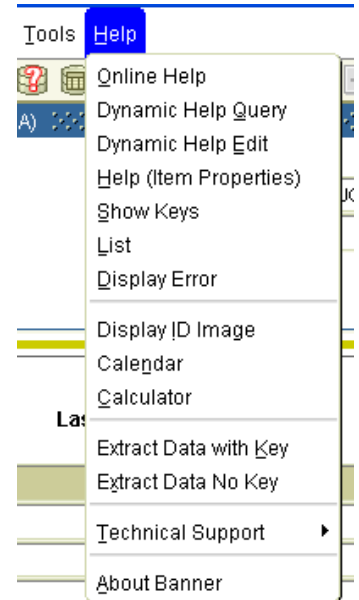 Tools Help
Online Help
A)
Dynamic Help Query
Dynamic Help Edit
Help (Item Properties)
Show Keys
List
Display Error
Display ID Image
Calendar
Calculator
Las
Extract Data with Key
Extract Data No Key
Technical Support
About Banner